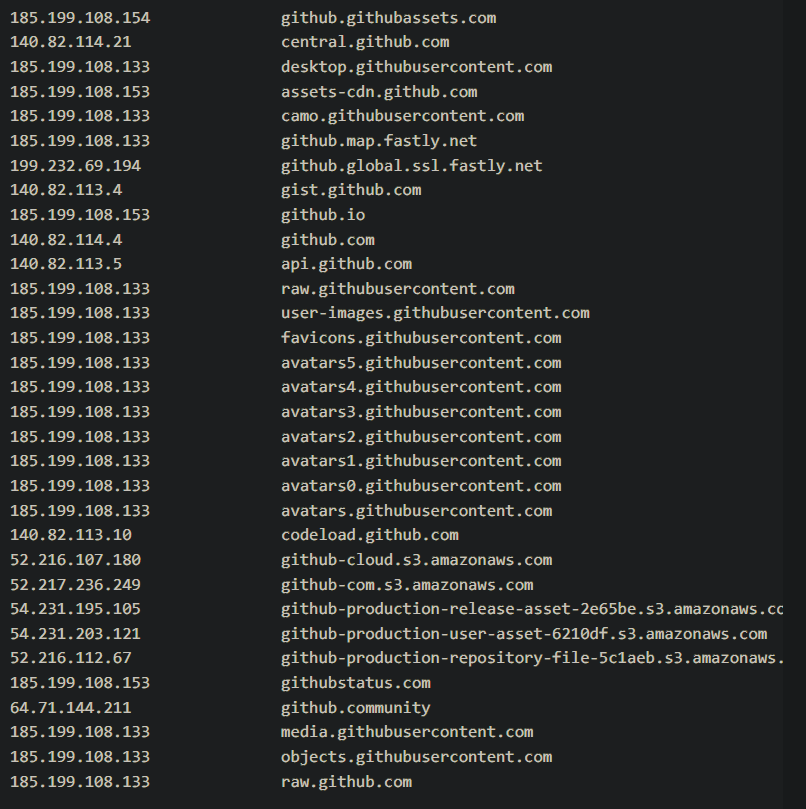 185.199.108.154 github.githubassets.com
140.82.114.21 central.github.com
185.199.108.133 desktop.githubusercontent.com
185.199.108.153 assets-cdn.github.com
185.199.108.133 camo.githubusercontent.com
185.199.108.133 github.map.fastly.net
199.232.69.194 github.global.ssl.fastly.net
140.82.113.4 gist.github.com
185.199.108.153 github.io
140.82.114.4 github.com
140.82.113.5 api.github.com
185.199.108.133 raw.githubusercontent.com
185.199.108.133 user-images.githubusercontent.com
185.199.108.133 favicons.githubusercontent.com
185.199.108.133 avatars5.githubusercontent.com
185.199.108.133 avatars4.githubusercontent.com
185.199.108.133 avatars3.githubusercontent.com
185.199.108.133 avatars2.githubusercontent.com
185.199.108.133 avatars1.githubusercontent.com
185.199.108.133 avatars0.githubusercontent.com
185.199.108.133 avatars.githubusercontent.com
140.82.113.10 codeload.github.com
52.216.107.180 github-cloud.s3.amazonaws.com
52.217.236.249 github-com.s3.amazonaws.com
54.231.195.105 github-production-release-asset-2e65be.s3.amazonaws.co
54.231.203.121 github-production-user-asset-6210df.s3.amazonaws.com
52.216.112.67 github-production-repository-file-5c1aeb.s3.amazonaws.
185.199.108.153 githubstatus.com
64.71.144.211 github.community
185.199.108.133 media.githubusercontent.com
185.199.108.133 objects.githubusercontent.com
185.199.108.133 raw.github.com